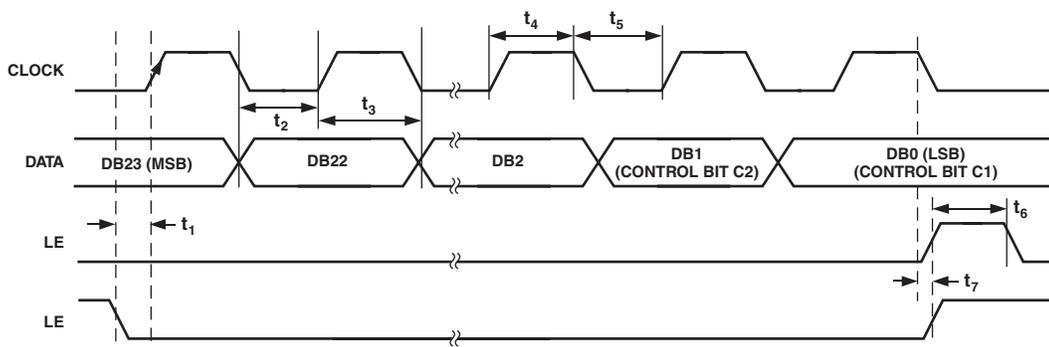 t4
t5
CLOCK
t2
t3
DATA
DB23 (MSB)
DB22
DB2
DB1
(CONTROL BIT C2)
DB0 (LSB)
(CONTROL BIT C1)
t1
t6
LE
t7
LE